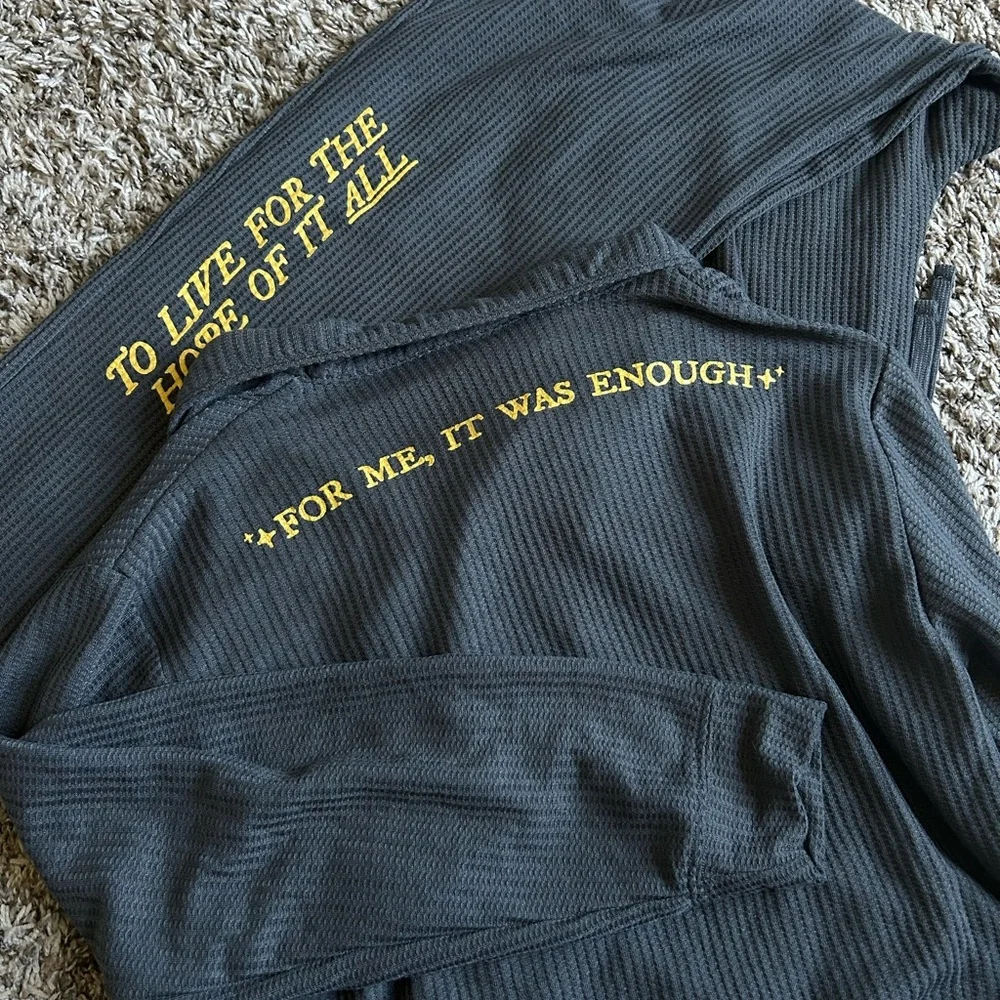 TO LIVE FOR THE
HOPE OF IT ALL
FOR ME, IT WAS ENOUGH